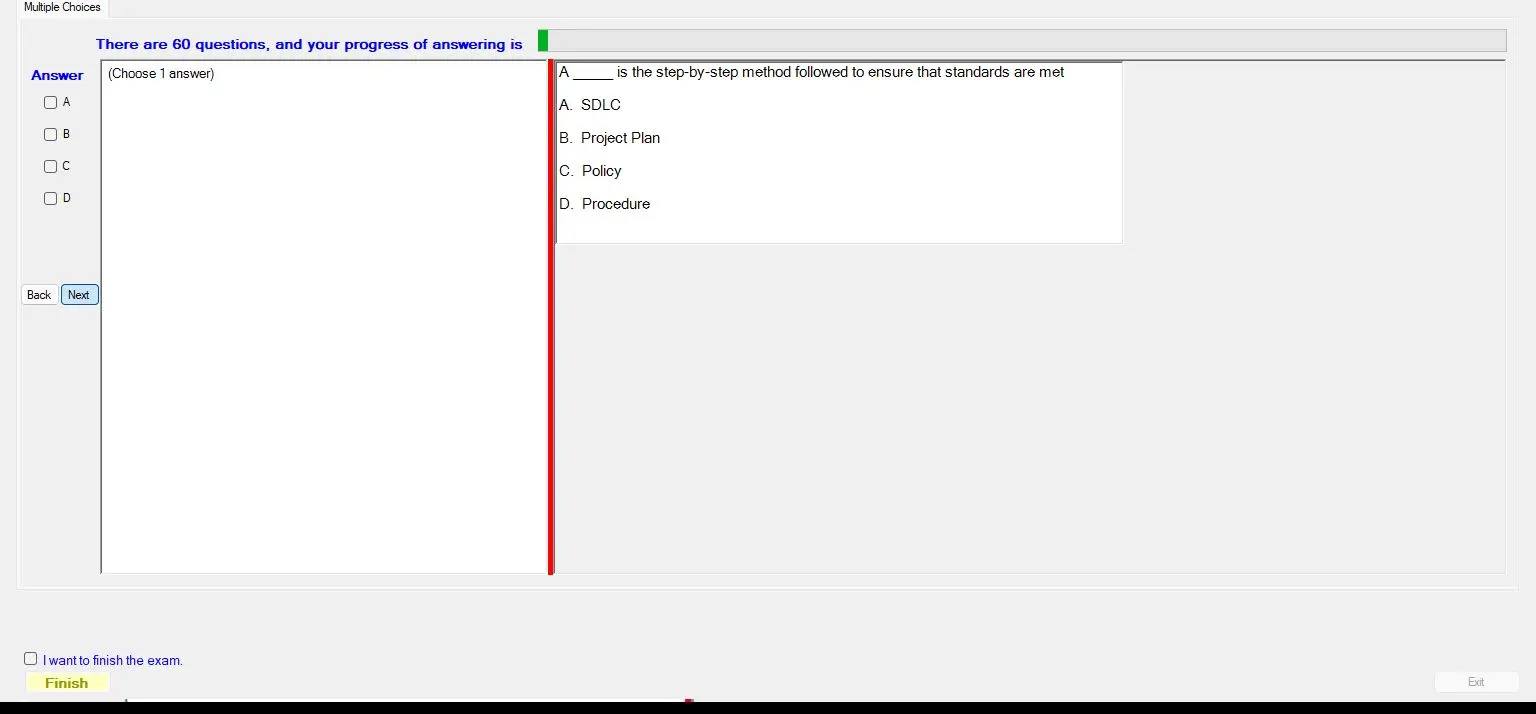 Multiple Choices
There are 60 questions, and your progress of answering is
Answer
A
B
C
D
Back
Next
(Choose 1 answer)
A _____ is the step-by-step method followed to ensure that standards are met
A. SDLC
B. Project Plan
C. Policy
D. Procedure
I want to finish the exam.
Finish
Exit